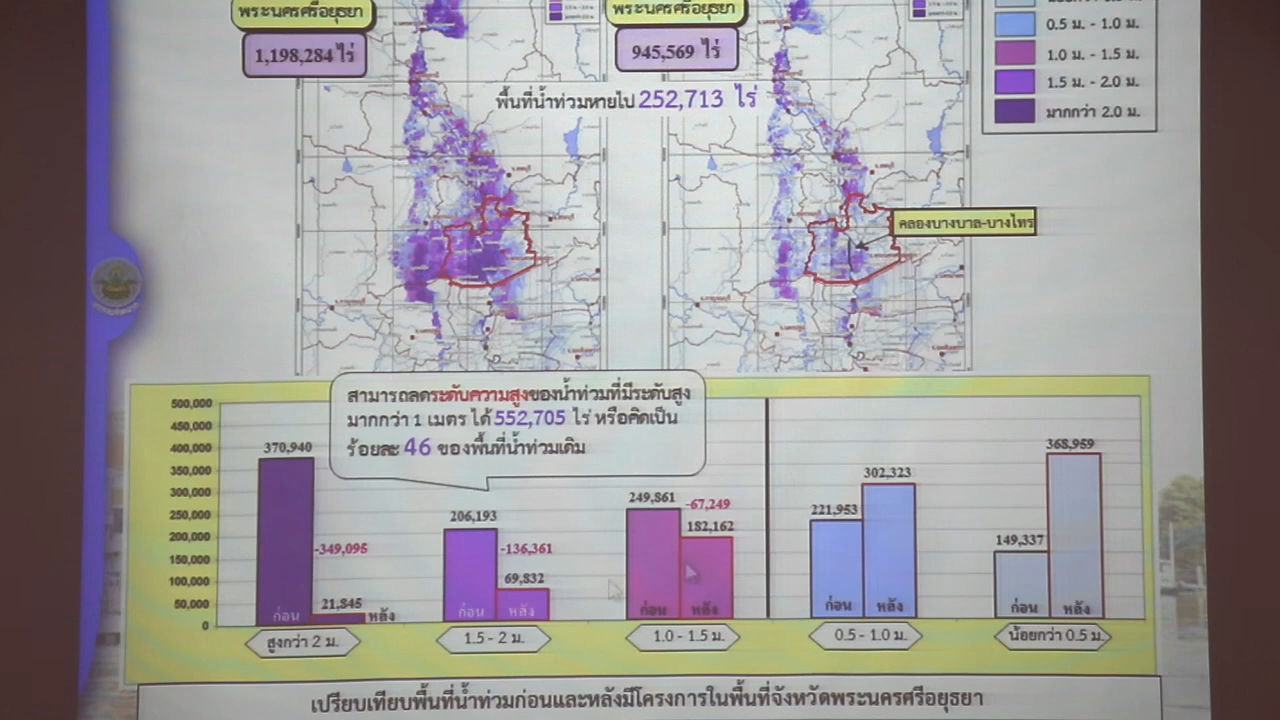 พระนครศรีอยุธยา
1,198,284 ไร่
พระนครศรีอยุธยา
945,569 ไร่
พื้นที่น้ำท่วมหายไป 252,713 ไร่
0.5 ม. - 1.0 ม.
1.0 ม. - 1.5 ม.
1.5 ม. - 2.0 ม.
มากกว่า 2.0 ม.
คลองบางบาล-บางไทร
สามารถลดระดับความสูงของน้ำท่วมที่มีระดับสูง
มากกว่า 1 เมตร ได้ 552,705 ไร่ หรือคิดเป็น
ร้อยละ 46 ของพื้นที่น้ำท่วมเดิม
500,000
450,000
400,000
350,000
300,000
250,000
200,000
150,000
100,000
50,000
0
370,940
-349,095
21,845
ก่อน
หลัง
206,193
-136,361
69,832
ก่อน
หลัง
249,861
-67,249
182,162
ก่อน
หลัง
221,953
302,323
ก่อน
หลัง
149,337
368,959
ก่อน
หลัง
สูงกว่า 2 ม.
1.5 - 2 ม.
1.0 - 1.5 ม.
0.5 - 1.0 ม.
น้อยกว่า 0.5 ม.
เปรียบเทียบพื้นที่น้ำท่วมก่อนและหลังมีโครงการในพื้นที่จังหวัดพระนครศรีอยุธยา